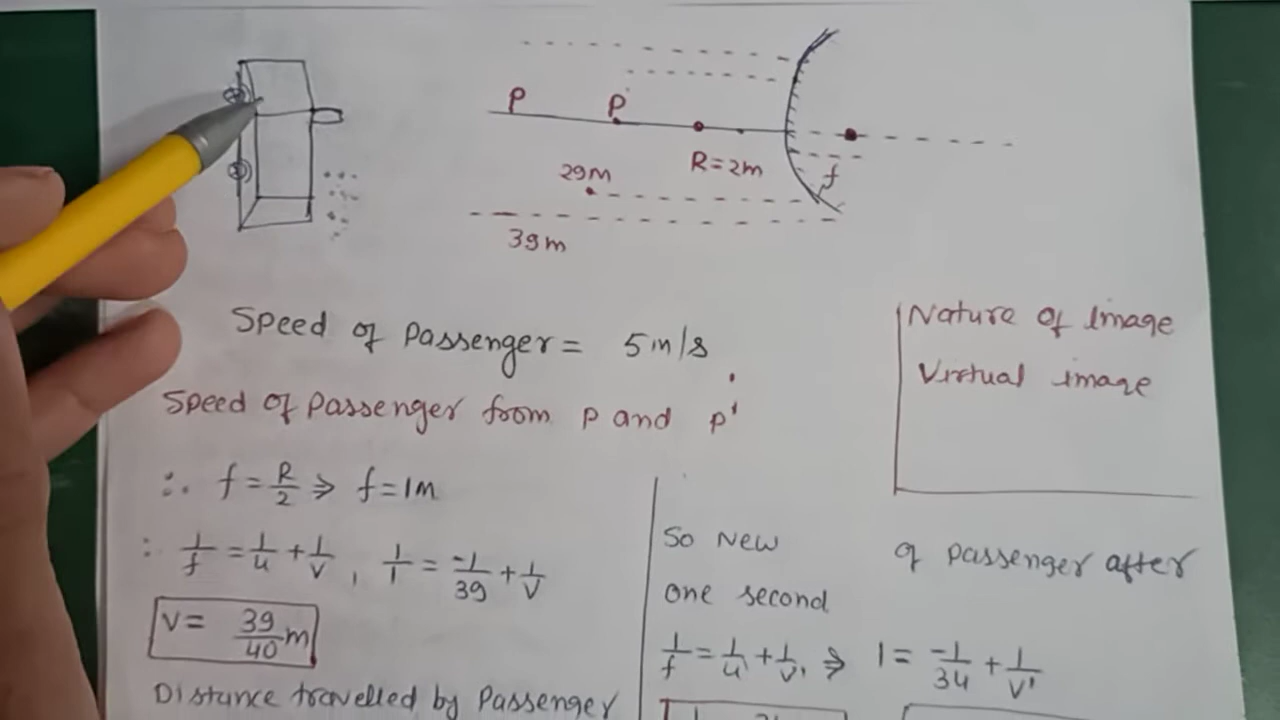 P P'
R=2m
29m
f
39m
Speed of Passenger = 5m/s
Speed of Passenger from P and P'
Nature of Image
Virtual image
∴ f = R/2 ⇒ f = 1m
∴ 1/f = 1/u + 1/v , 1/1 = -1/39 + 1/v
v = 39/40 m
Distance travelled by Passenger
So New
one second
of passenger after
1/f = 1/u + 1/v, ⇒ 1 = -1/34 + 1/v'